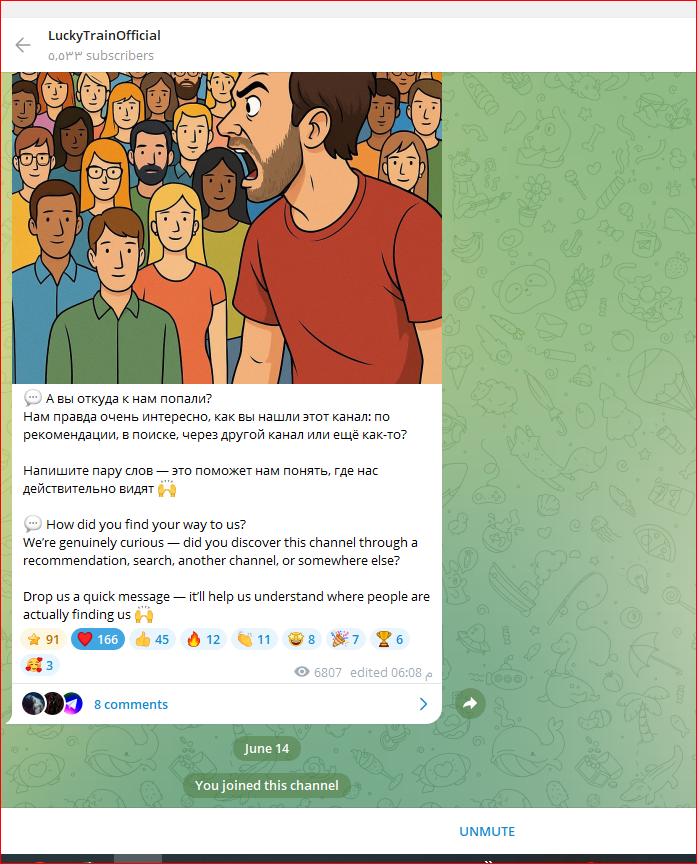 LuckyTrainOfficial
٥,٥٣٣ subscribers
💬 А вы откуда к нам попали?
Нам правда очень интересно, как вы нашли этот канал: по
рекомендации, в поиске, через другой канал или ещё как-то?
Напишите пару слов — это поможет нам понять, где нас
действительно видят 🙌
💬 How did you find your way to us?
We’re genuinely curious — did you discover this channel through a
recommendation, search, another channel, or somewhere else?
Drop us a quick message — it’ll help us understand where people are
actually finding us 🙌
⭐ 91 ❤️ 166 👍 45 🔥 12 👏 11 🤩 8 🎉 7 🏆 6
🥰 3
6807 edited 06:08 م
8 comments
June 14
You joined this channel
UNMUTE